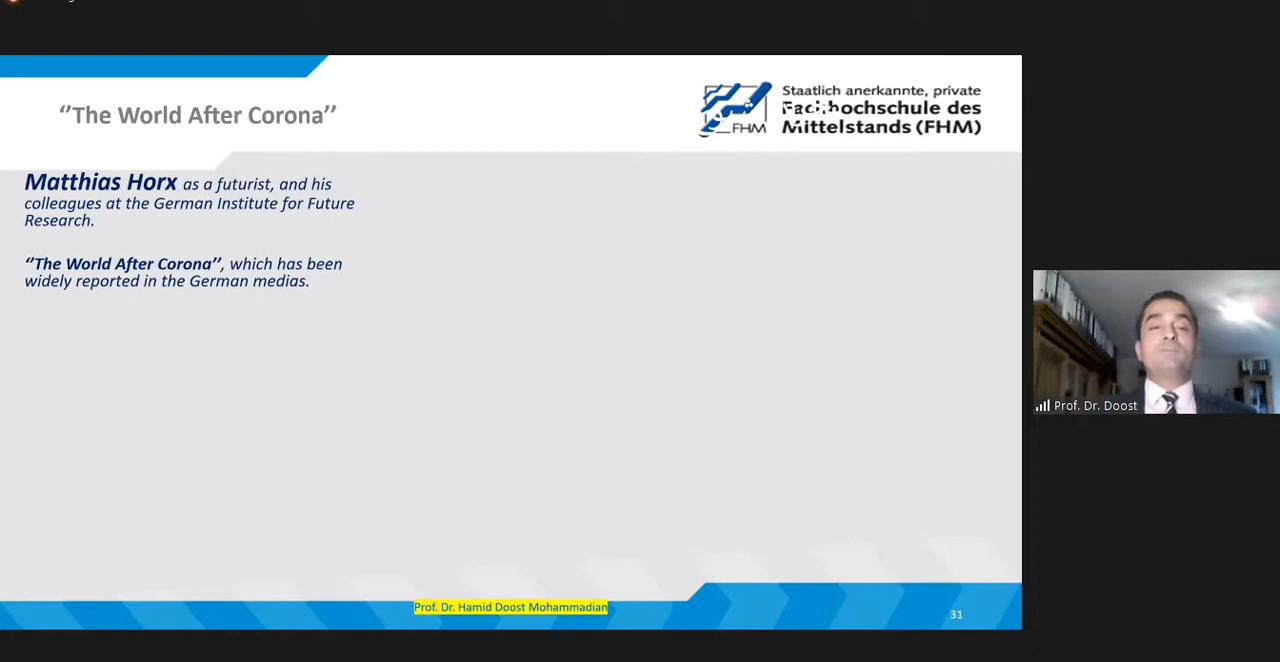 ‘’The World After Corona’’
Staatlich anerkannte, private
Fachhochschule des
Mittelstands (FHM)
FHM
Matthias Horx as a futurist, and his
colleagues at the German Institute for Future
Research.
‘’The World After Corona’’, which has been
widely reported in the German medias.
Prof. Dr. Doost
Prof. Dr. Hamid Doost Mohammadian
31